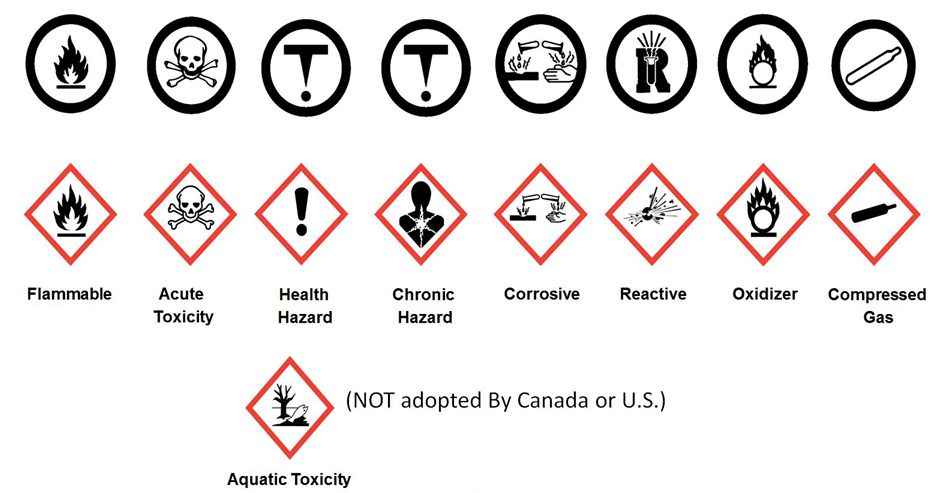 T
T
R
Flammable
Acute
Toxicity
Health
Hazard
Chronic
Hazard
Corrosive
Reactive
Oxidizer
Compressed
Gas
(NOT adopted By Canada or U.S.)
Aquatic Toxicity